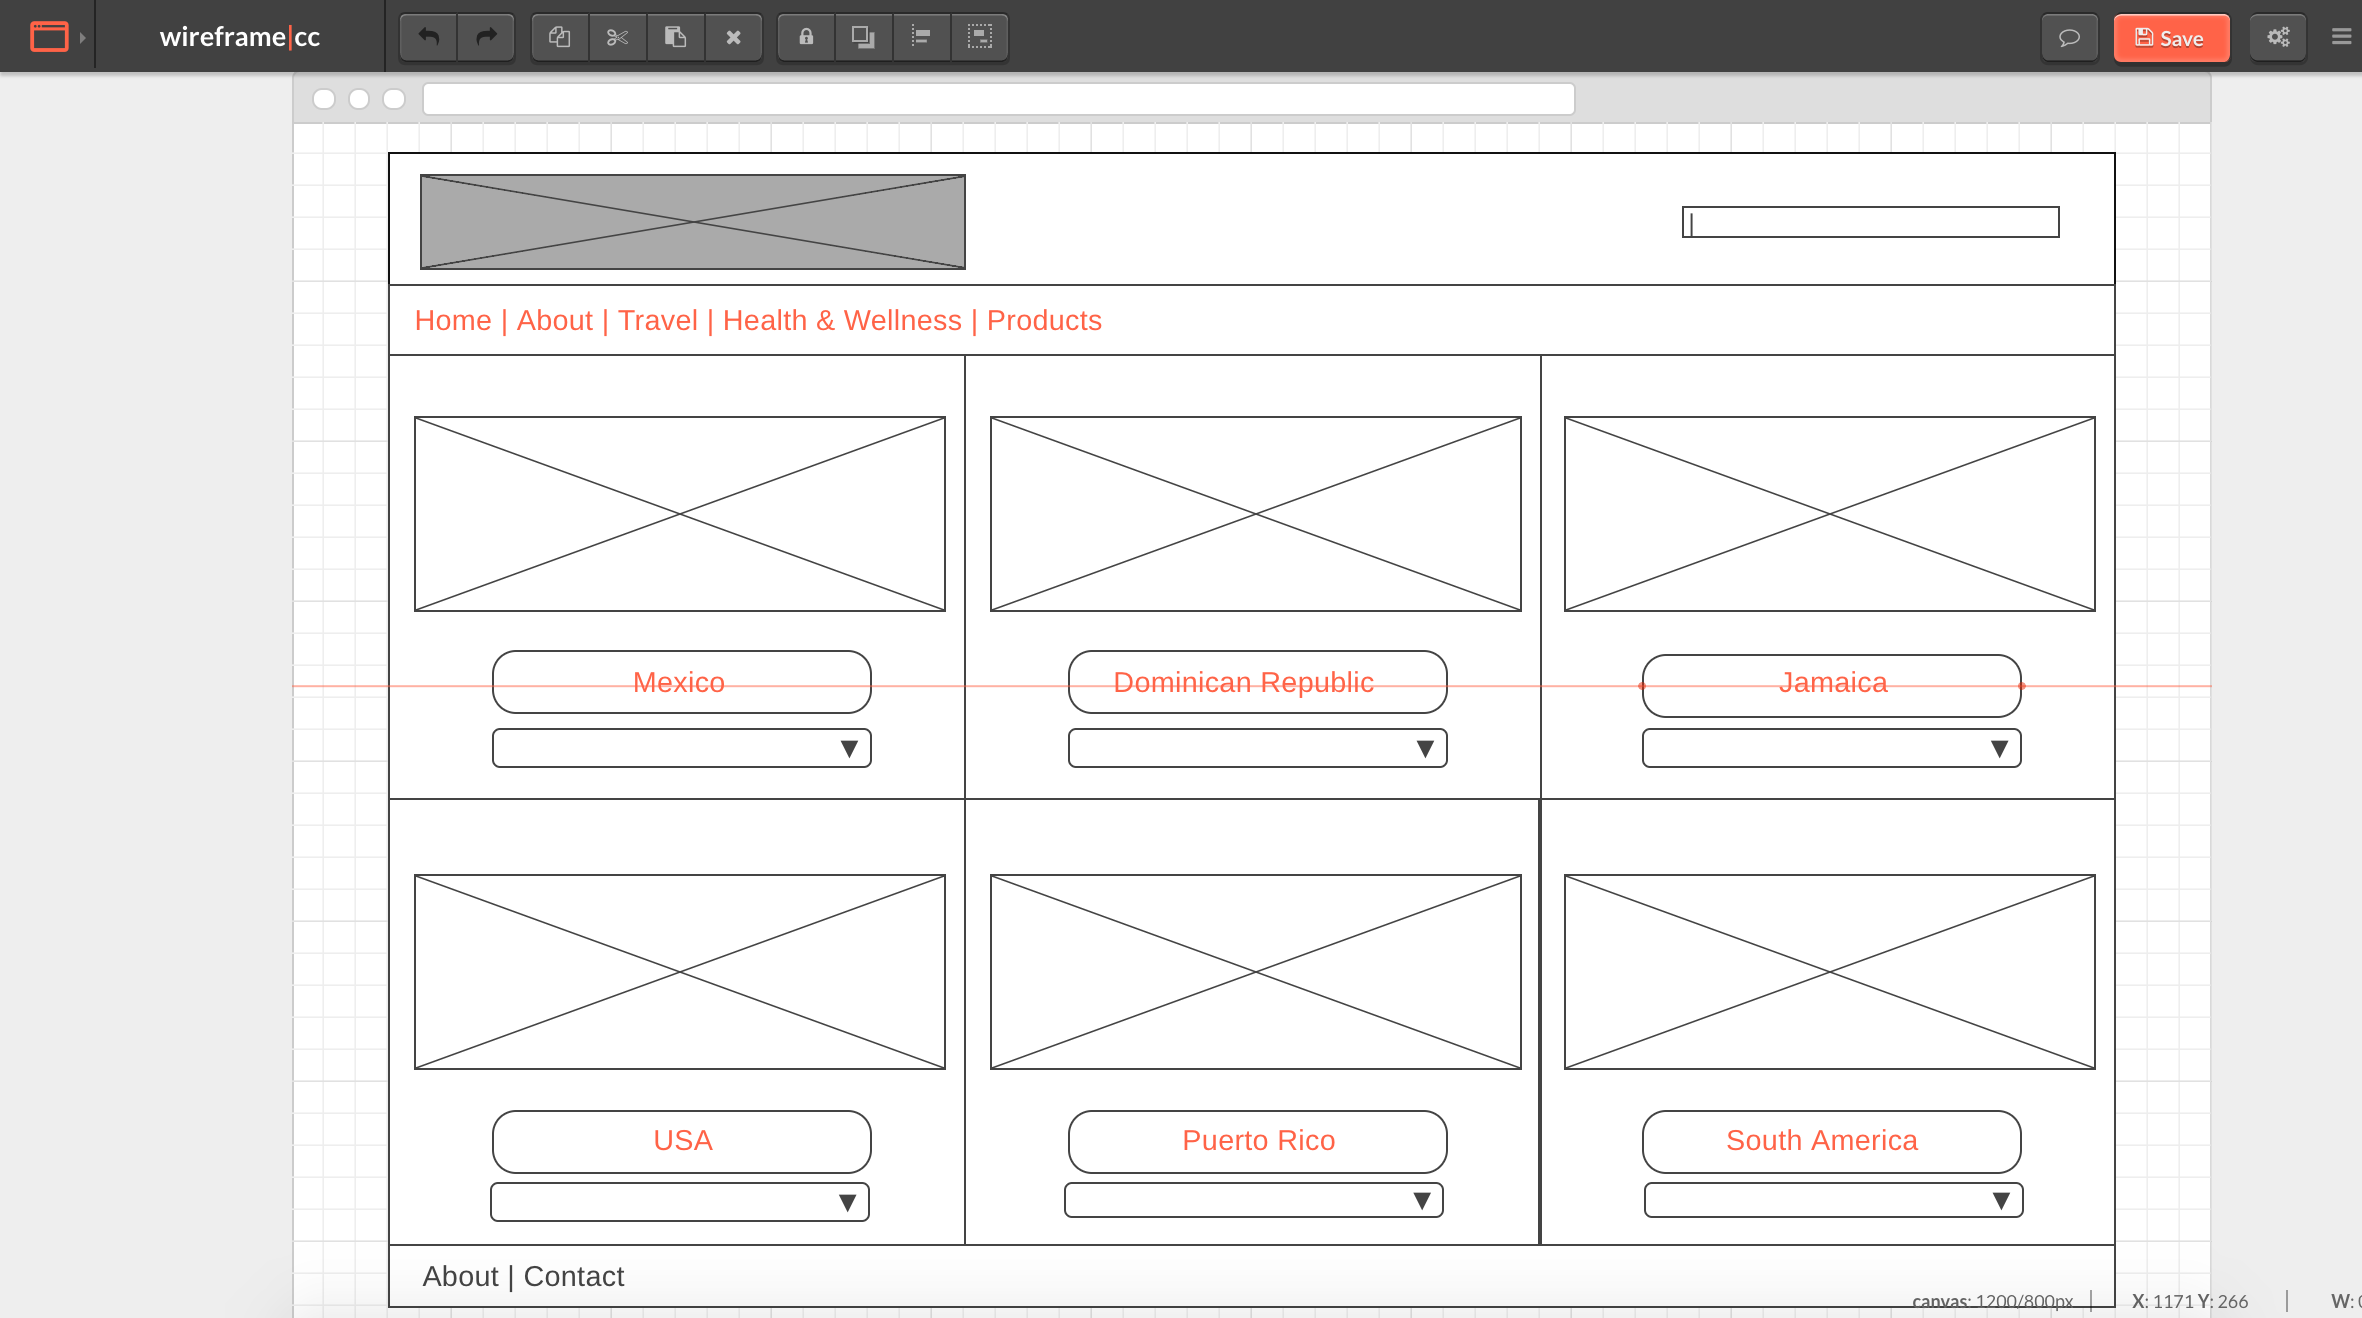 wireframe|cc
Save
Home | About | Travel | Health & Wellness | Products
Mexico
Dominican Republic
Jamaica
USA
Puerto Rico
South America
About | Contact
canvas: 1200/800px | X: 1171 Y: 266 | W: